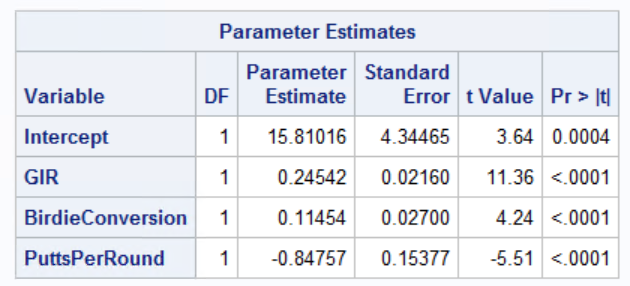 Parameter Estimates
Variable DF Parameter Estimate Standard Error t Value Pr > |t|
Intercept 1 15.81016 4.34465 3.64 0.0004
GIR 1 0.24542 0.02160 11.36 <.0001
BirdieConversion 1 0.11454 0.02700 4.24 <.0001
PuttsPerRound 1 -0.84757 0.15377 -5.51 <.0001